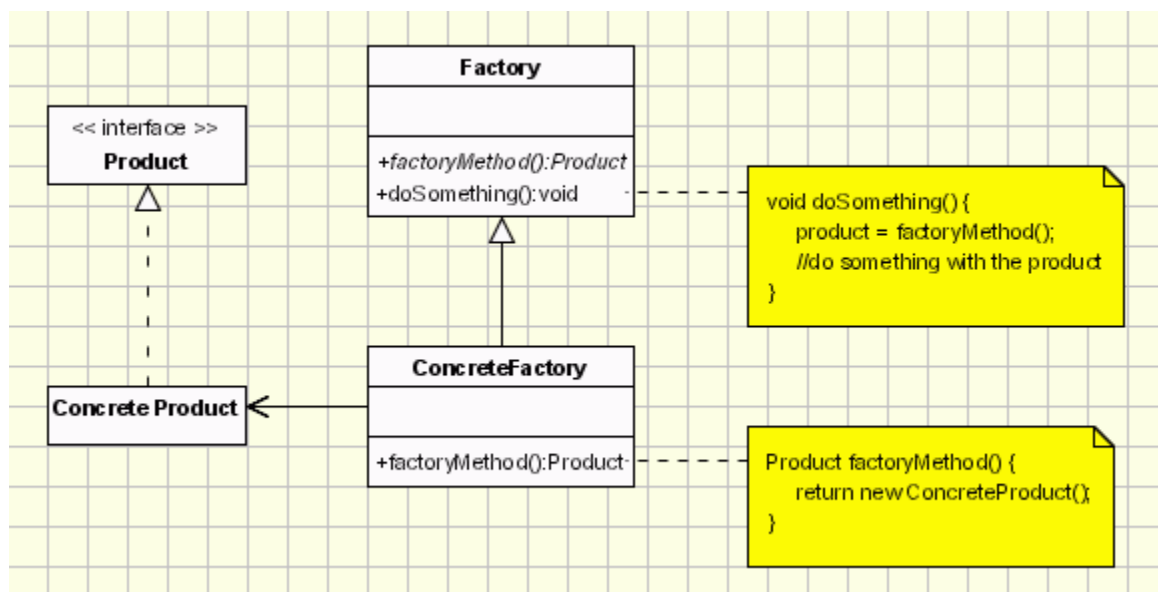 Factory
+factoryMethod():Product
+doSomething():void
<< interface >>
Product
void doSomething() {
product = factoryMethod();
//do something with the product
}
ConcreteFactory
+factoryMethod():Product
Concrete Product
Product factoryMethod() {
return new ConcreteProduct();
}